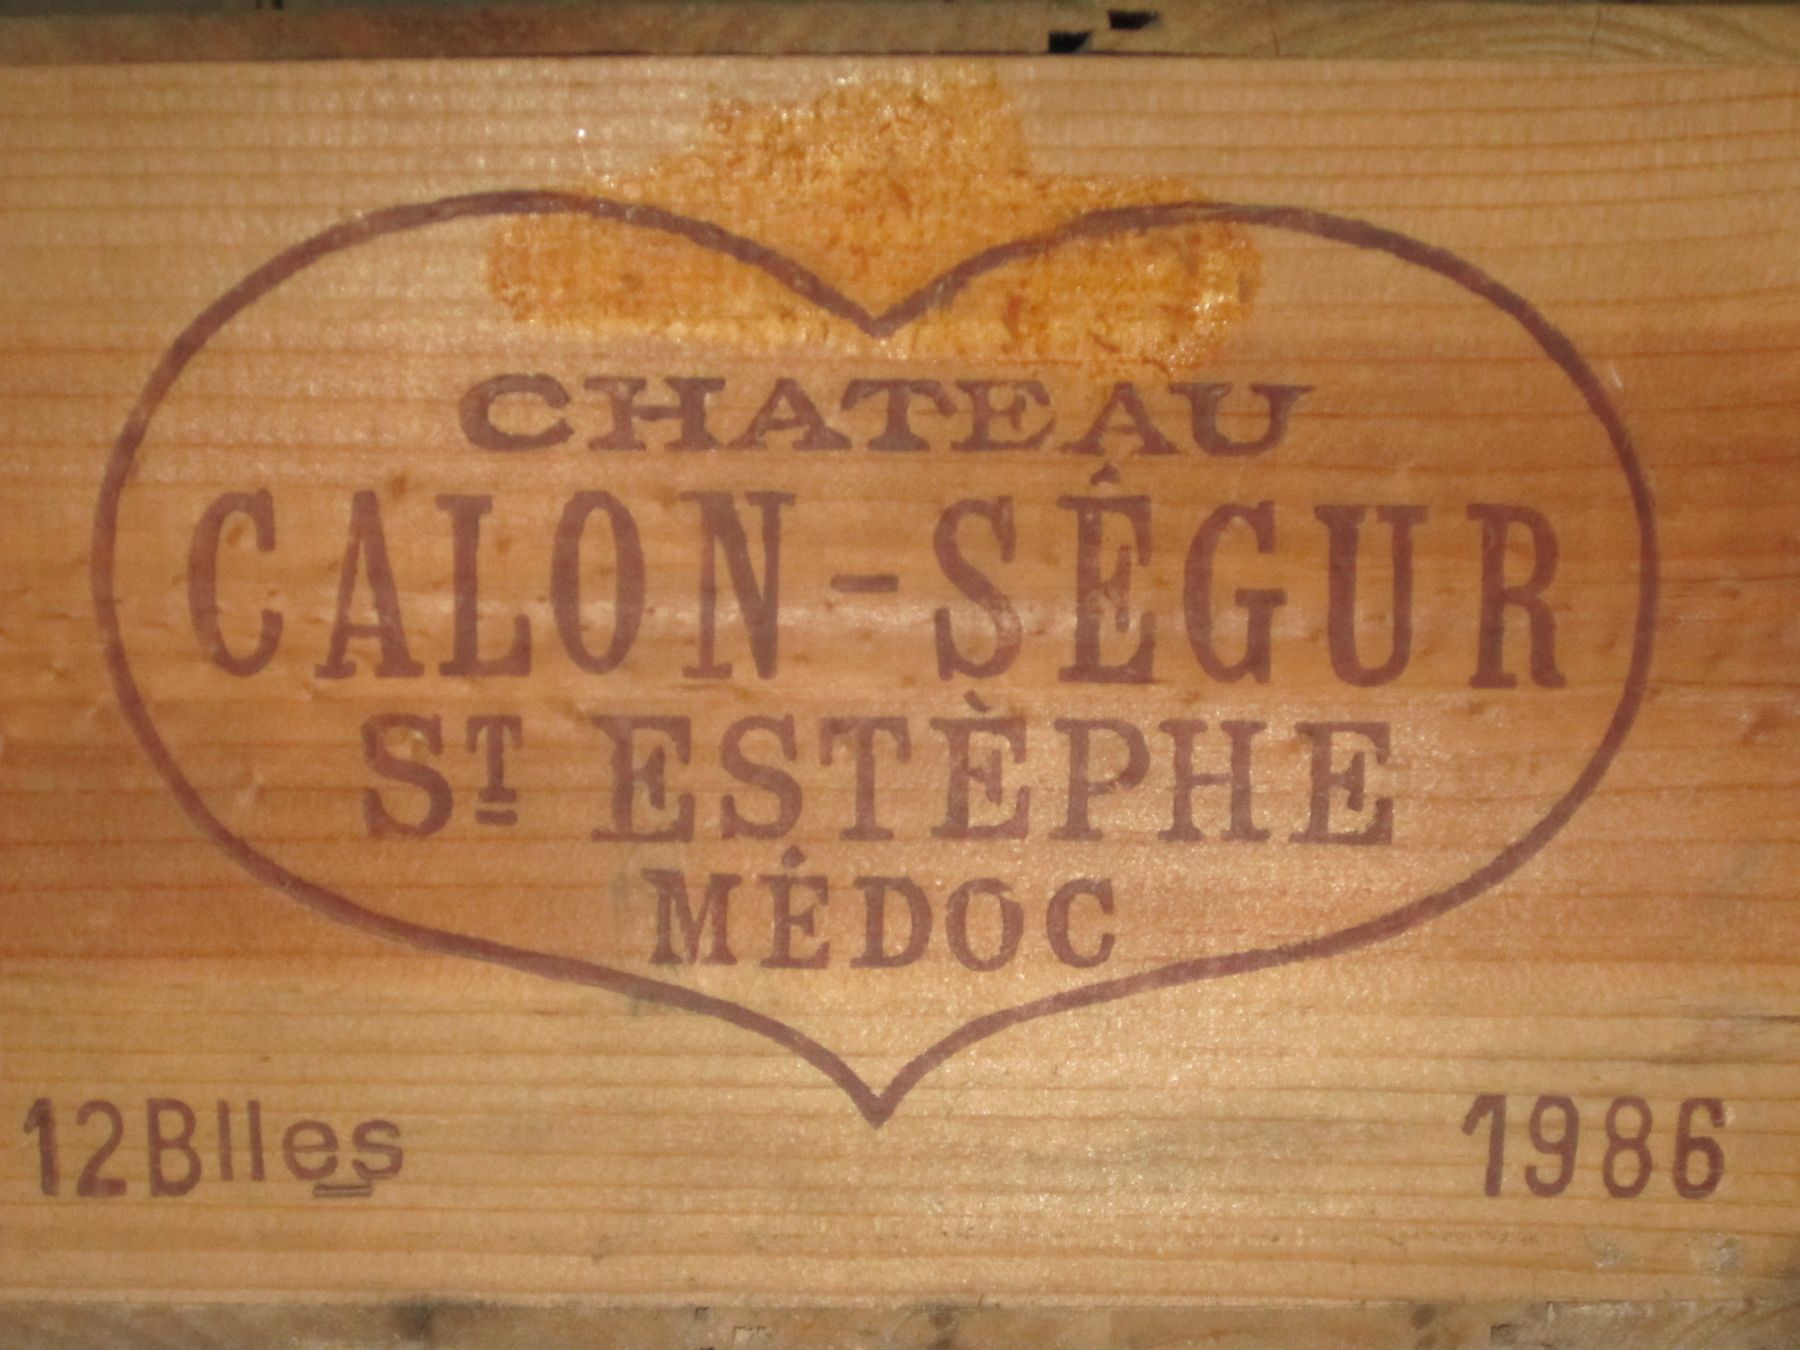 CHATEAU
CALON-SÉGUR
ST ESTÈPHE
MÉDOC
12Blles
1986